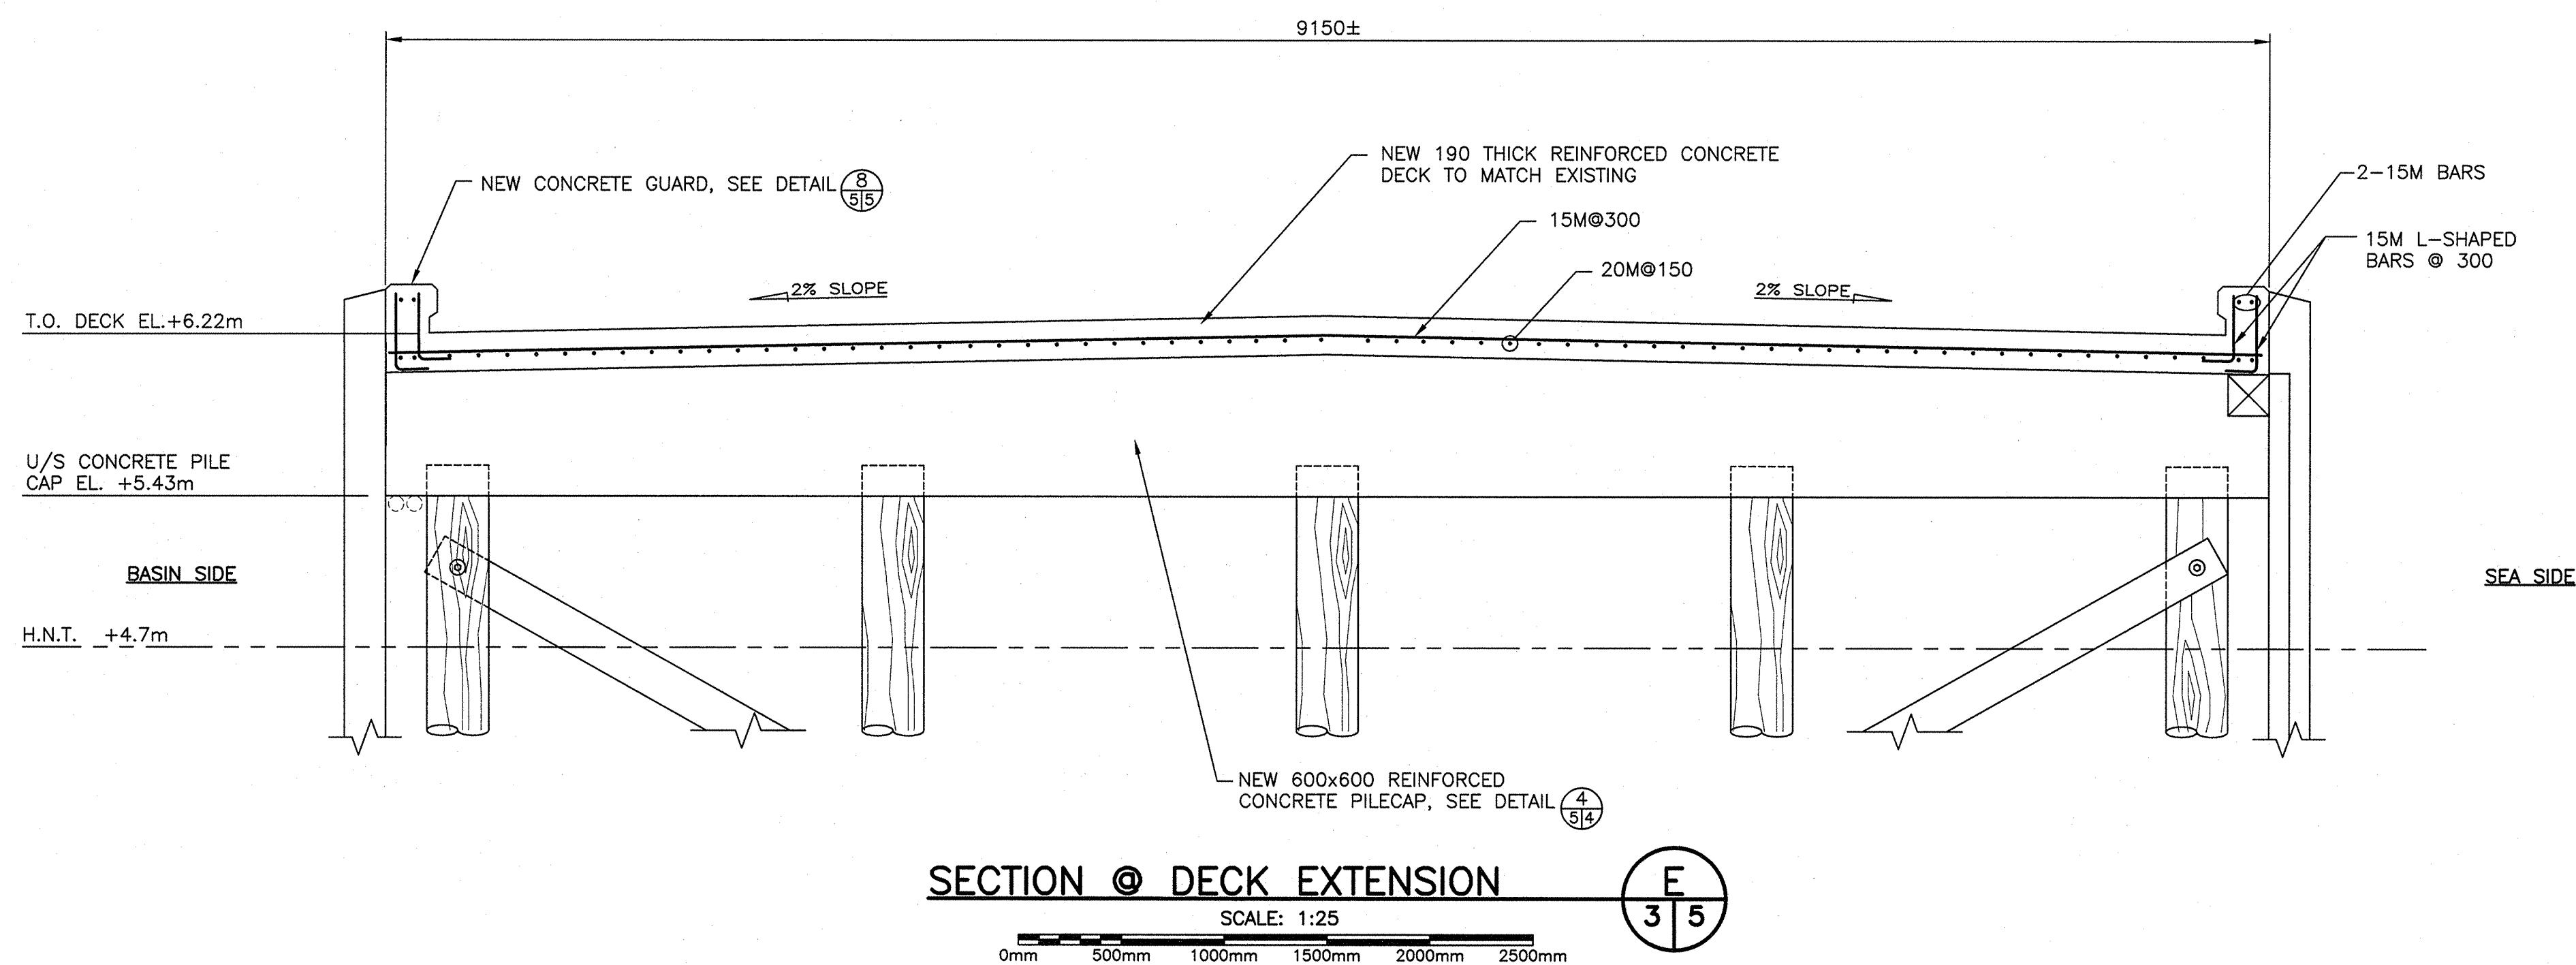 9150±
NEW 190 THICK REINFORCED CONCRETE
DECK TO MATCH EXISTING
NEW CONCRETE GUARD, SEE DETAIL
8
5|5
2-15M BARS
15M@300
15M L-SHAPED
BARS @ 300
20M@150
2% SLOPE
2% SLOPE
T.O. DECK EL.+6.22m
U/S CONCRETE PILE
CAP EL. +5.43m
BASIN SIDE
SEA SIDE
H.N.T. +4.7m
NEW 600x600 REINFORCED
CONCRETE PILECAP, SEE DETAIL
4
5|4
SECTION @ DECK EXTENSION
E
3 5
SCALE: 1:25
0mm 500mm 1000mm 1500mm 2000mm 2500mm